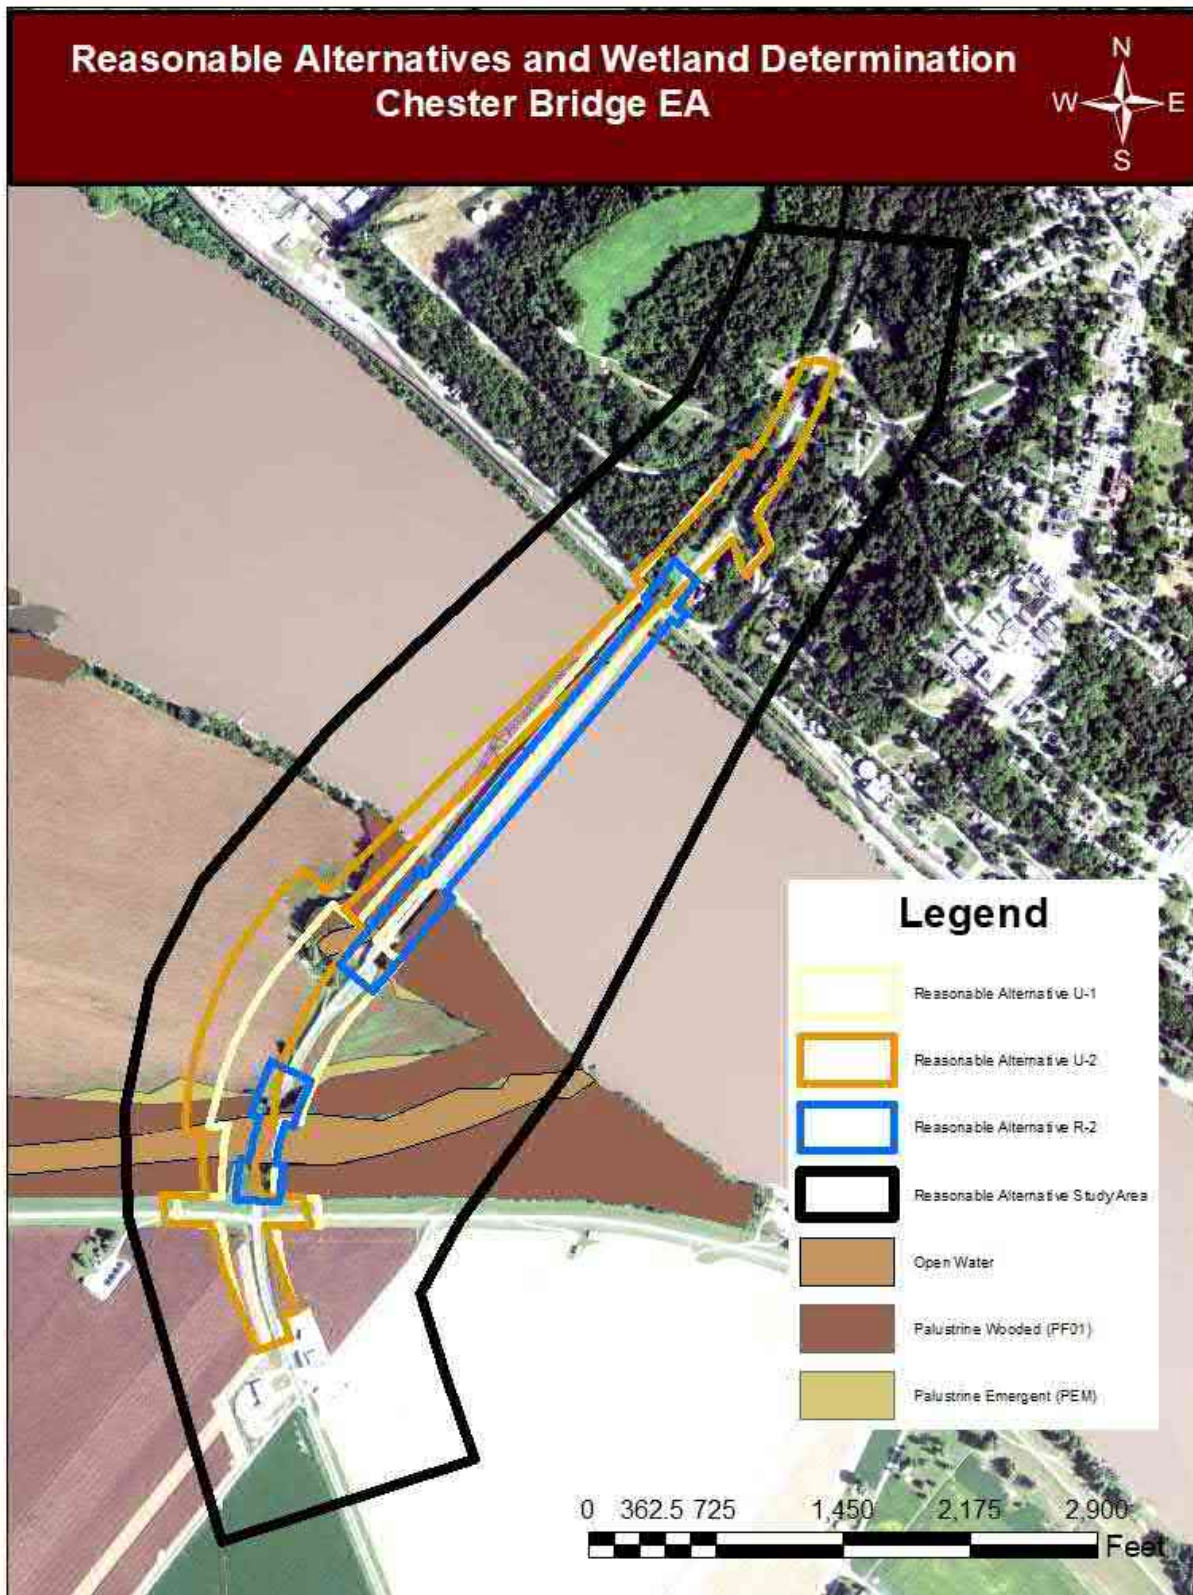 Reasonable Alternatives and Wetland Determination
Chester Bridge EA
N
W E
S
Legend
Reasonable Alternative U-1
Reasonable Alternative U-2
Reasonable Alternative R-2
Reasonable Alternative Study Area
Open Water
Palustrine Wooded (PF01)
Palustrine Emergent (PEM)
0 362.5 725 1,450 2,175 2,900
Feet